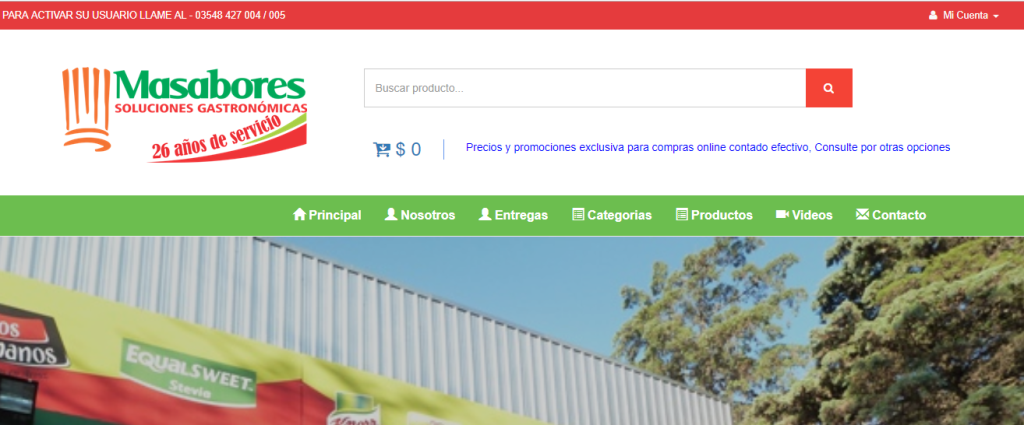 PARA ACTIVAR SU USUARIO LLAME AL - 03548 427 004 / 005
Mi Cuenta
Masabores
SOLUCIONES GASTRONÓMICAS
26 años de servicio
Buscar producto...
$ 0
Precios y promociones exclusiva para compras online contado efectivo, Consulte por otras opciones
Principal
Nosotros
Entregas
Categorias
Productos
Videos
Contacto
EQUALSWEET
Stevia
Knorr